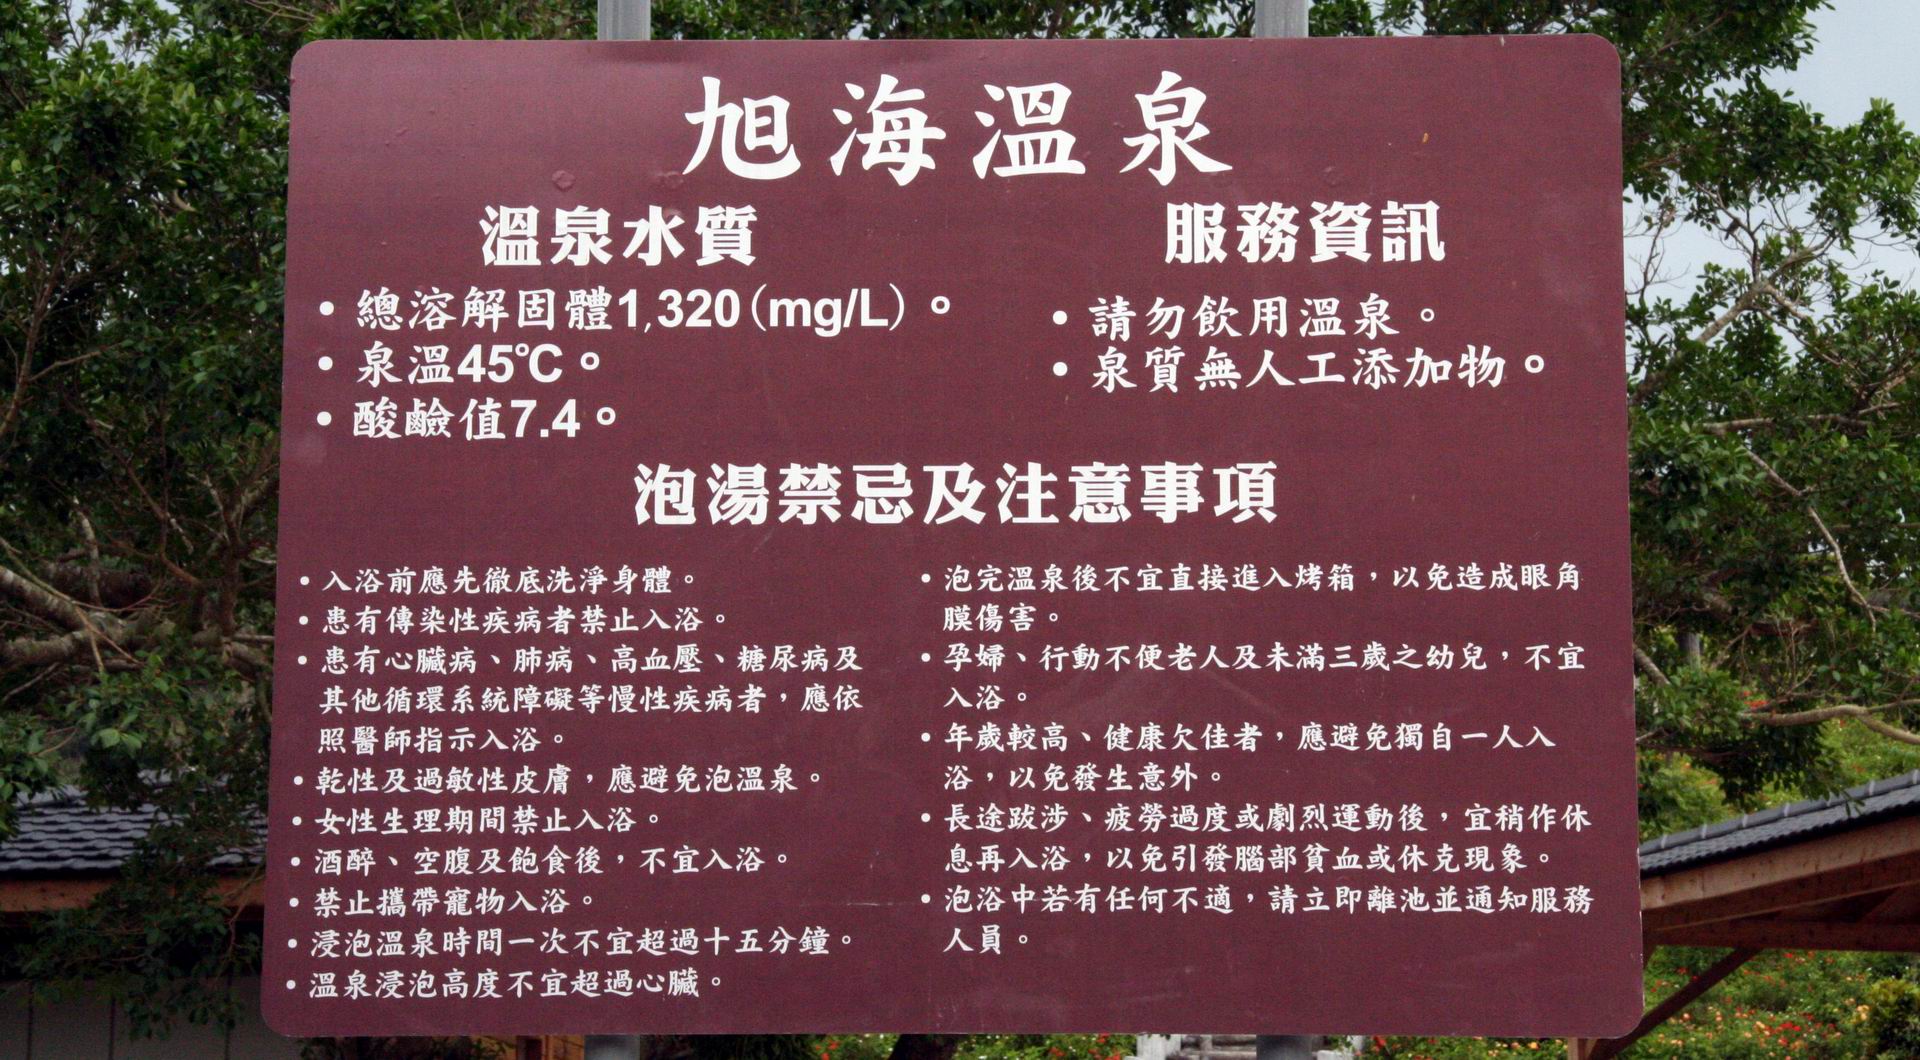 旭海溫泉
溫泉水質
• 總溶解固體1,320(mg/L)。
• 泉溫45℃。
• 酸鹼值7.4。
服務資訊
• 請勿飲用溫泉。
• 泉質無人工添加物。
泡湯禁忌及注意事項
• 入浴前應先徹底洗淨身體。
• 患有傳染性疾病者禁止入浴。
• 患有心臟病、肺病、高血壓、糖尿病及
其他循環系統障礙等慢性疾病者，應依
照醫師指示入浴。
• 乾性及過敏性皮膚，應避免泡溫泉。
• 女性生理期間禁止入浴。
• 酒醉、空腹及飽食後，不宜入浴。
• 禁止攜帶寵物入浴。
• 浸泡溫泉時間一次不宜超過十五分鐘。
• 溫泉浸泡高度不宜超過心臟。
• 泡完溫泉後不宜直接進入烤箱，以免造成眼角
膜傷害。
• 孕婦、行動不便老人及未滿三歲之幼兒，不宜
入浴。
• 年歲較高、健康欠佳者，應避免獨自一人入
浴，以免發生意外。
• 長途跋涉、疲勞過度或劇烈運動後，宜稍作休
息再入浴，以免引發腦部貧血或休克現象。
• 泡浴中若有任何不適，請立即離池並通知服務
人員。